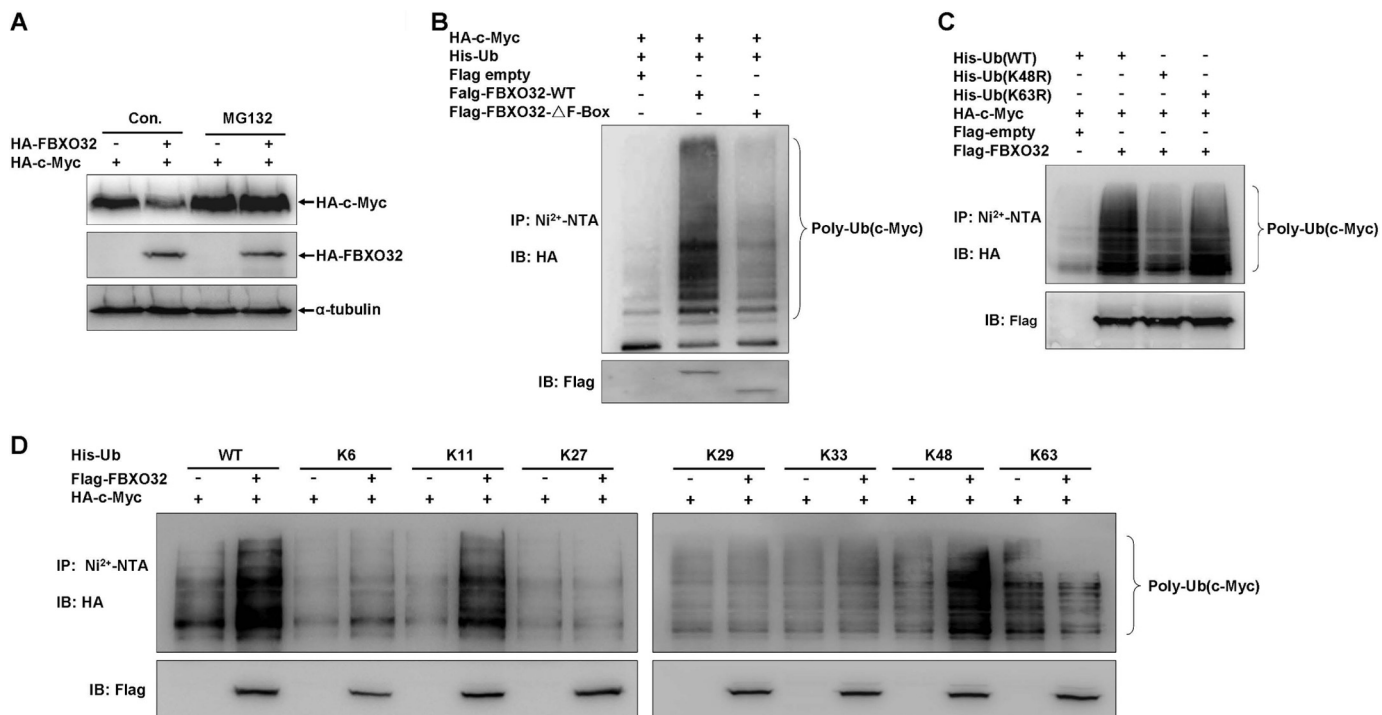 A
Con. MG132
HA-FBXO32 - + - +
HA-c-Myc + + + +
HA-c-Myc
HA-FBXO32
α-tubulin
B
HA-c-Myc + + +
His-Ub + + +
Flag empty + - -
Falg-FBXO32-WT - + -
Flag-FBXO32-△F-Box - - +
IP: Ni²⁺-NTA
IB: HA
Poly-Ub(c-Myc)
IB: Flag
C
His-Ub(WT) + + - -
His-Ub(K48R) - - + -
His-Ub(K63R) - - - +
HA-c-Myc + + + +
Flag-empty + - - -
Flag-FBXO32 - + + +
IP: Ni²⁺-NTA
IB: HA
Poly-Ub(c-Myc)
IB: Flag
D
His-Ub WT K6 K11 K27 K29 K33 K48 K63
Flag-FBXO32 - + - + - + - + - + - + - + - +
HA-c-Myc + + + + + + + + + + + + + + + +
IP: Ni²⁺-NTA
IB: HA
Poly-Ub(c-Myc)
IB: Flag